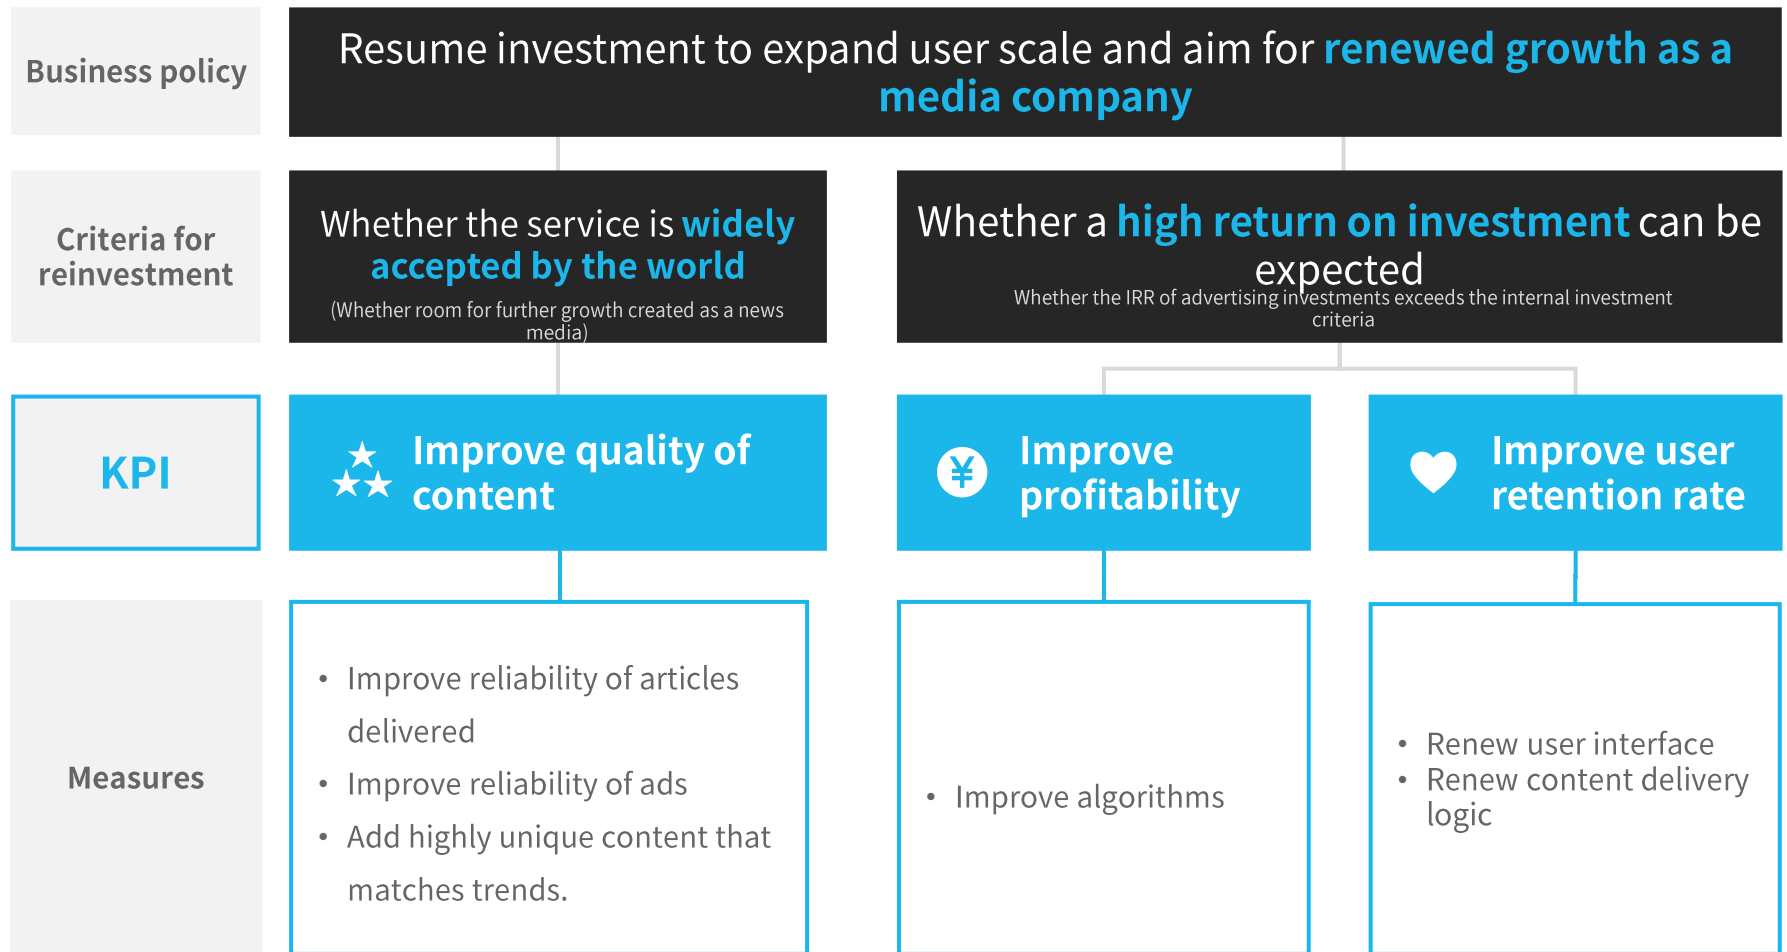 Business policy
Resume investment to expand user scale and aim for renewed growth as a
media company
Criteria for
reinvestment
Whether the service is widely
accepted by the world
(Whether room for further growth created as a news
media)
Whether a high return on investment can be
expected
Whether the IRR of advertising investments exceeds the internal investment
criteria
KPI
Improve quality of
content
¥
Improve
profitability
Improve user
retention rate
Measures
• Improve reliability of articles
delivered
• Improve reliability of ads
• Add highly unique content that
matches trends.
• Improve algorithms
• Renew user interface
• Renew content delivery
logic